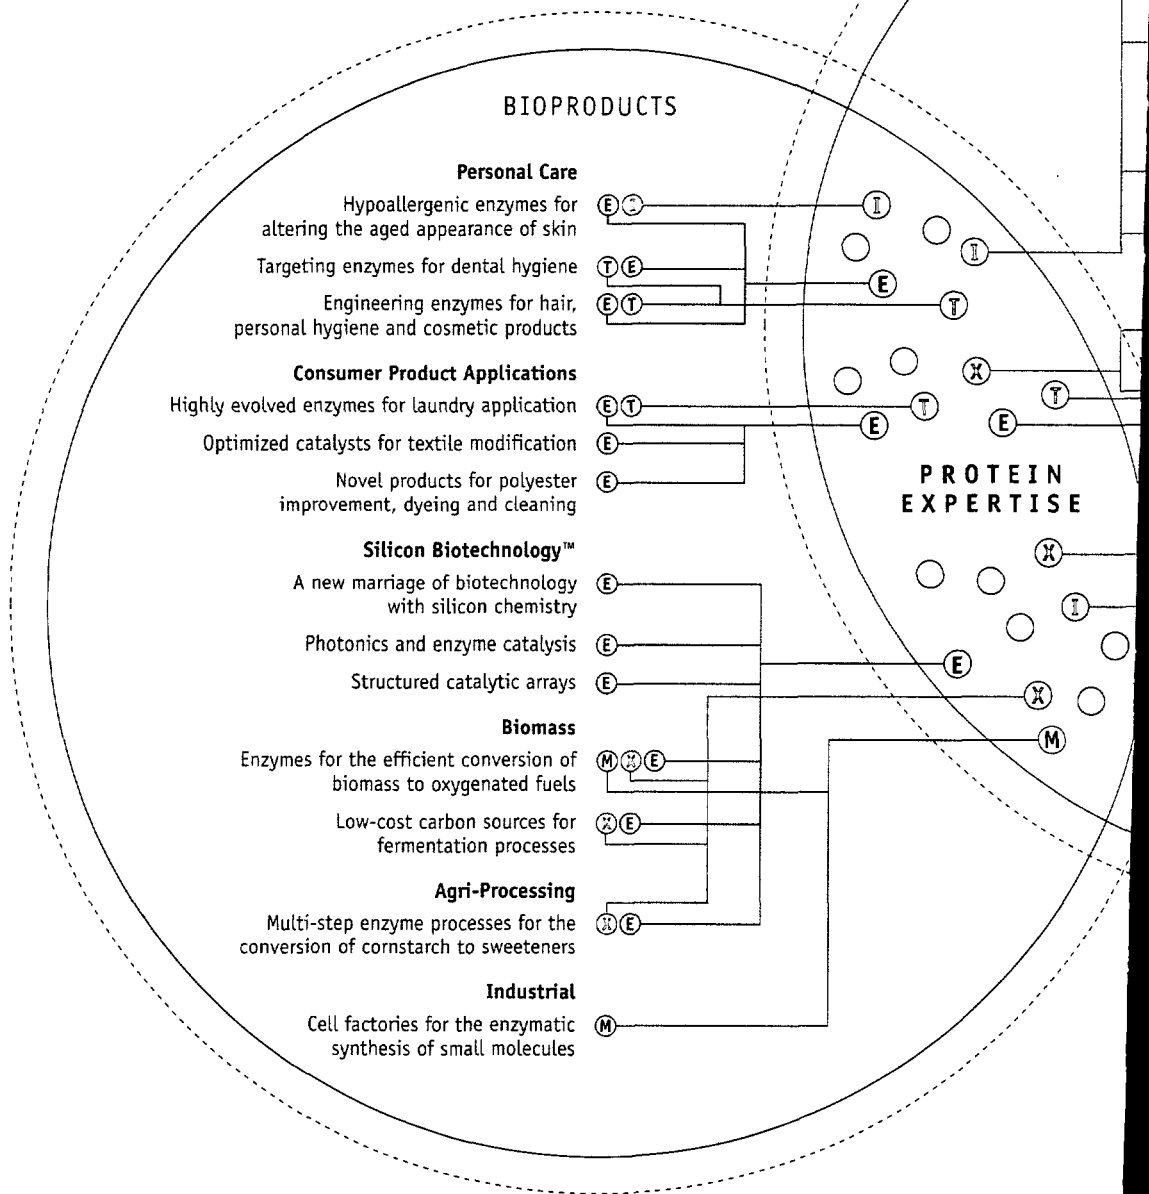 BIOPRODUCTS
Personal Care
Hypoallergenic enzymes for
altering the aged appearance of skin
E I I
I
Targeting enzymes for dental hygiene
T E E
Engineering enzymes for hair,
personal hygiene and cosmetic products
E T T
X
Consumer Product Applications
T
Highly evolved enzymes for laundry application
E T T
E E
Optimized catalysts for textile modification
E
Novel products for polyester
improvement, dyeing and cleaning
E
PROTEIN
EXPERTISE
Silicon Biotechnology™
X
A new marriage of biotechnology
with silicon chemistry
E
I
Photonics and enzyme catalysis
E
E
Structured catalytic arrays
E
X
Biomass
M
Enzymes for the efficient conversion of
biomass to oxygenated fuels
M X E
Low-cost carbon sources for
fermentation processes
X E
Agri-Processing
Multi-step enzyme processes for the
conversion of cornstarch to sweeteners
X E
Industrial
Cell factories for the enzymatic
synthesis of small molecules
M